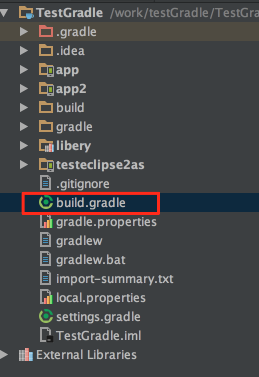 TestGradle /work/testGradle/TestG
.gradle
.idea
app
app2
build
gradle
libery
testeclipse2as
.gitignore
build.gradle
gradle.properties
gradlew
gradlew.bat
import-summary.txt
local.properties
settings.gradle
TestGradle.iml
External Libraries